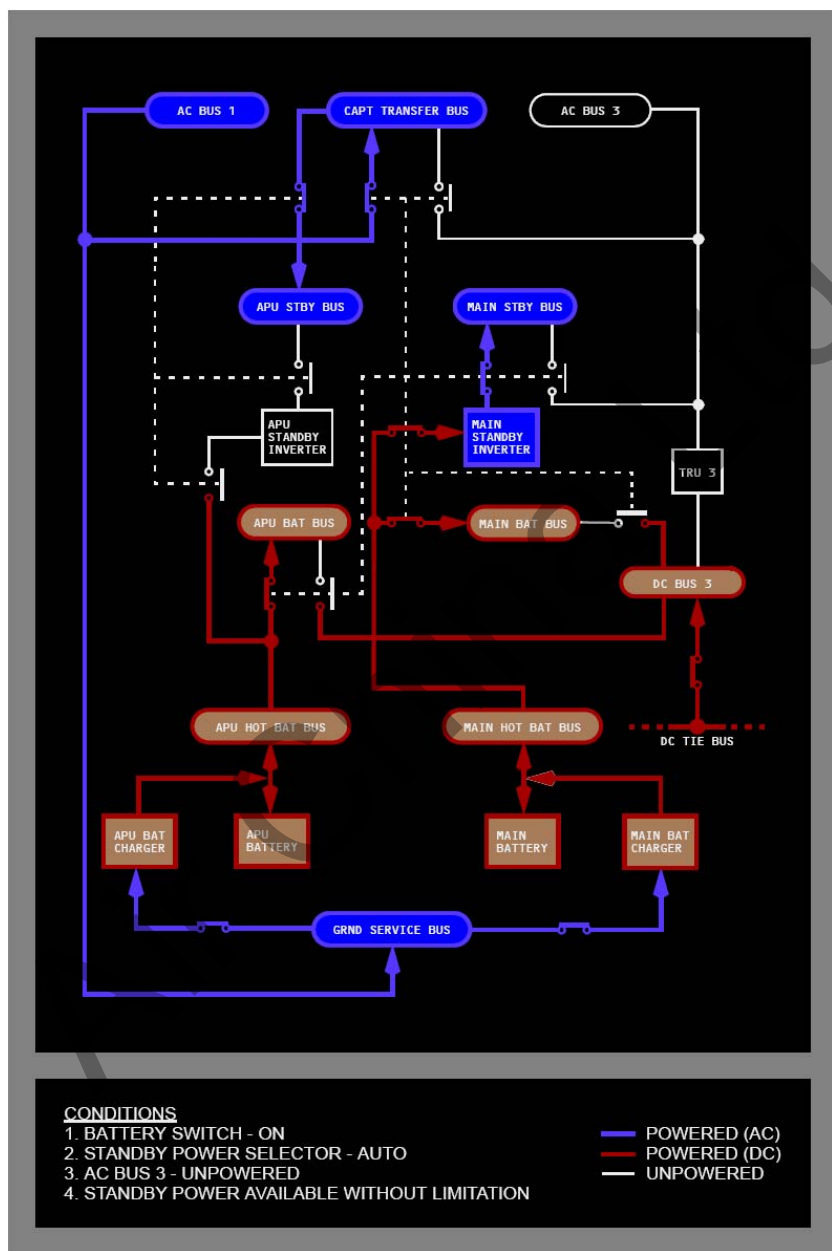 AC BUS 1
CAPT TRANSFER BUS
AC BUS 3
APU STBY BUS
MAIN STBY BUS
APU
STANDBY
INVERTER
MAIN
STANDBY
INVERTER
TRU 3
APU BAT BUS
MAIN BAT BUS
DC BUS 3
APU HOT BAT BUS
MAIN HOT BAT BUS
DC TIE BUS
APU BAT
CHARGER
APU
BATTERY
MAIN
BATTERY
MAIN BAT
CHARGER
GRND SERVICE BUS
CONDITIONS
1. BATTERY SWITCH - ON
2. STANDBY POWER SELECTOR - AUTO
3. AC BUS 3 - UNPOWERED
4. STANDBY POWER AVAILABLE WITHOUT LIMITATION
POWERED (AC)
POWERED (DC)
UNPOWERED